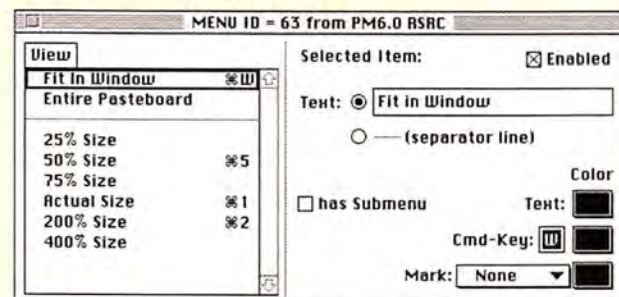 MENU ID = 63 from PM6.0 RSRC
View
Fit In Window ⌘W
Entire Pasteboard
25% Size
50% Size ⌘5
75% Size
Actual Size ⌘1
200% Size ⌘2
400% Size
Selected Item:
Enabled
Text: Fit in Window
(separator line)
Color
has Submenu
Text:
Cmd-Key: W
Mark: None